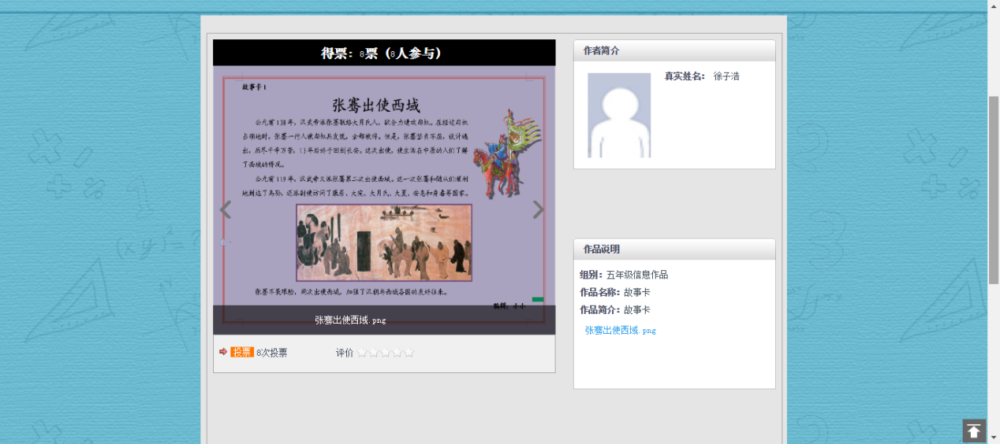 得票：8票（8人参与）
故事卡1
张骞出使西域
公元前138年，汉武帝派张骞联络大月氏人，欲合力进攻匈奴。在经过匈奴
占领地时，张骞一行人被匈奴兵发现，全部被俘。但是，张骞坚贞不屈，设计逃
出，历尽千辛万苦，13年后终于回到长安。这次出使，使生活在中原的人们了解
了西域的情况。
公元前119年，汉武帝又派张骞第二次出使西域。这一次张骞和随从们顺利
地到达了乌孙，还派副使访问了康居、大宛、大月氏、大夏、安息和身毒等国家。
张骞不畏艰险，两次出使西域，加强了汉朝与西域各国的友好往来。
编辑：小小
张骞出使西域.png
投票 8次投票 评价
作者简介
真实姓名： 徐子浩
作品说明
组别：五年级信息作品
作品名称：故事卡
作品简介：故事卡
张骞出使西域.png